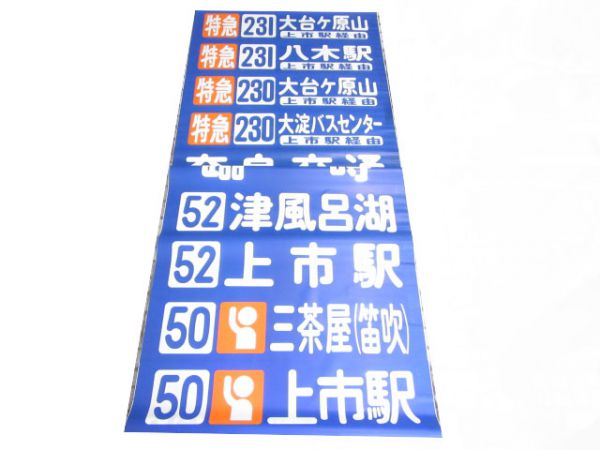 特急 231 大台ヶ原山 上市駅経由
特急 231 八木駅 上市駅経由
特急 230 大台ヶ原山 上市駅経由
特急 230 大淀バスセンター 上市駅経由
52 津風呂湖
52 上市駅
50 三茶屋(笛吹)
50 上市駅